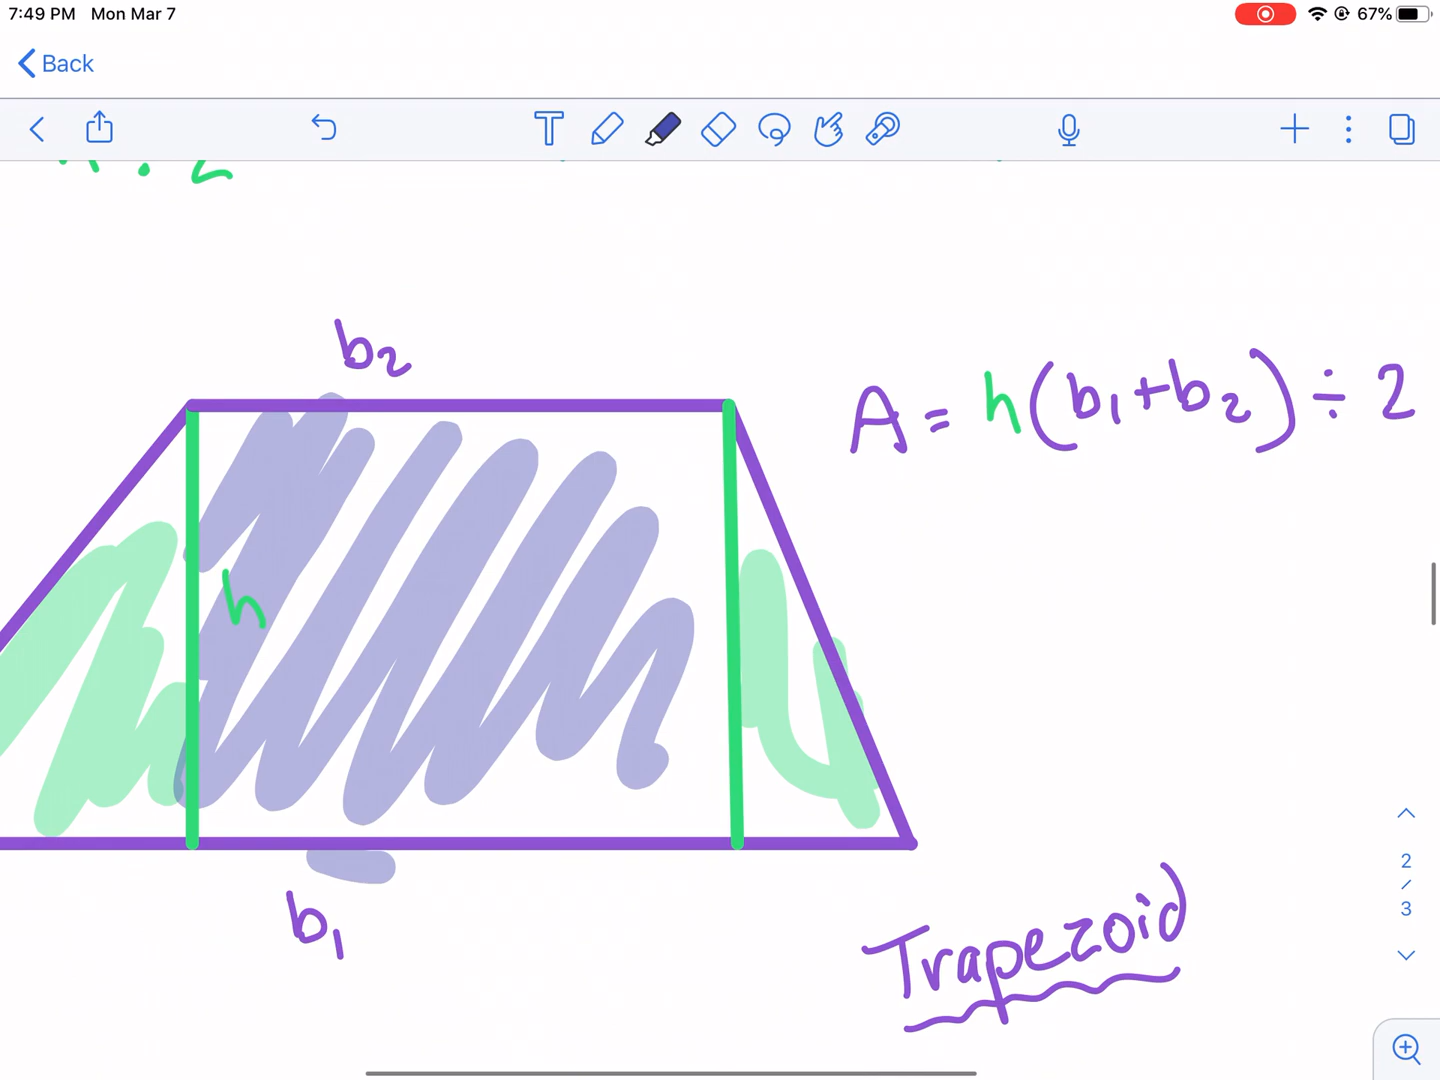 7:49 PM Mon Mar 7
67%
Back
b2
A = h(b1+b2) ÷ 2
h
b1
Trapezoid
2
/
3